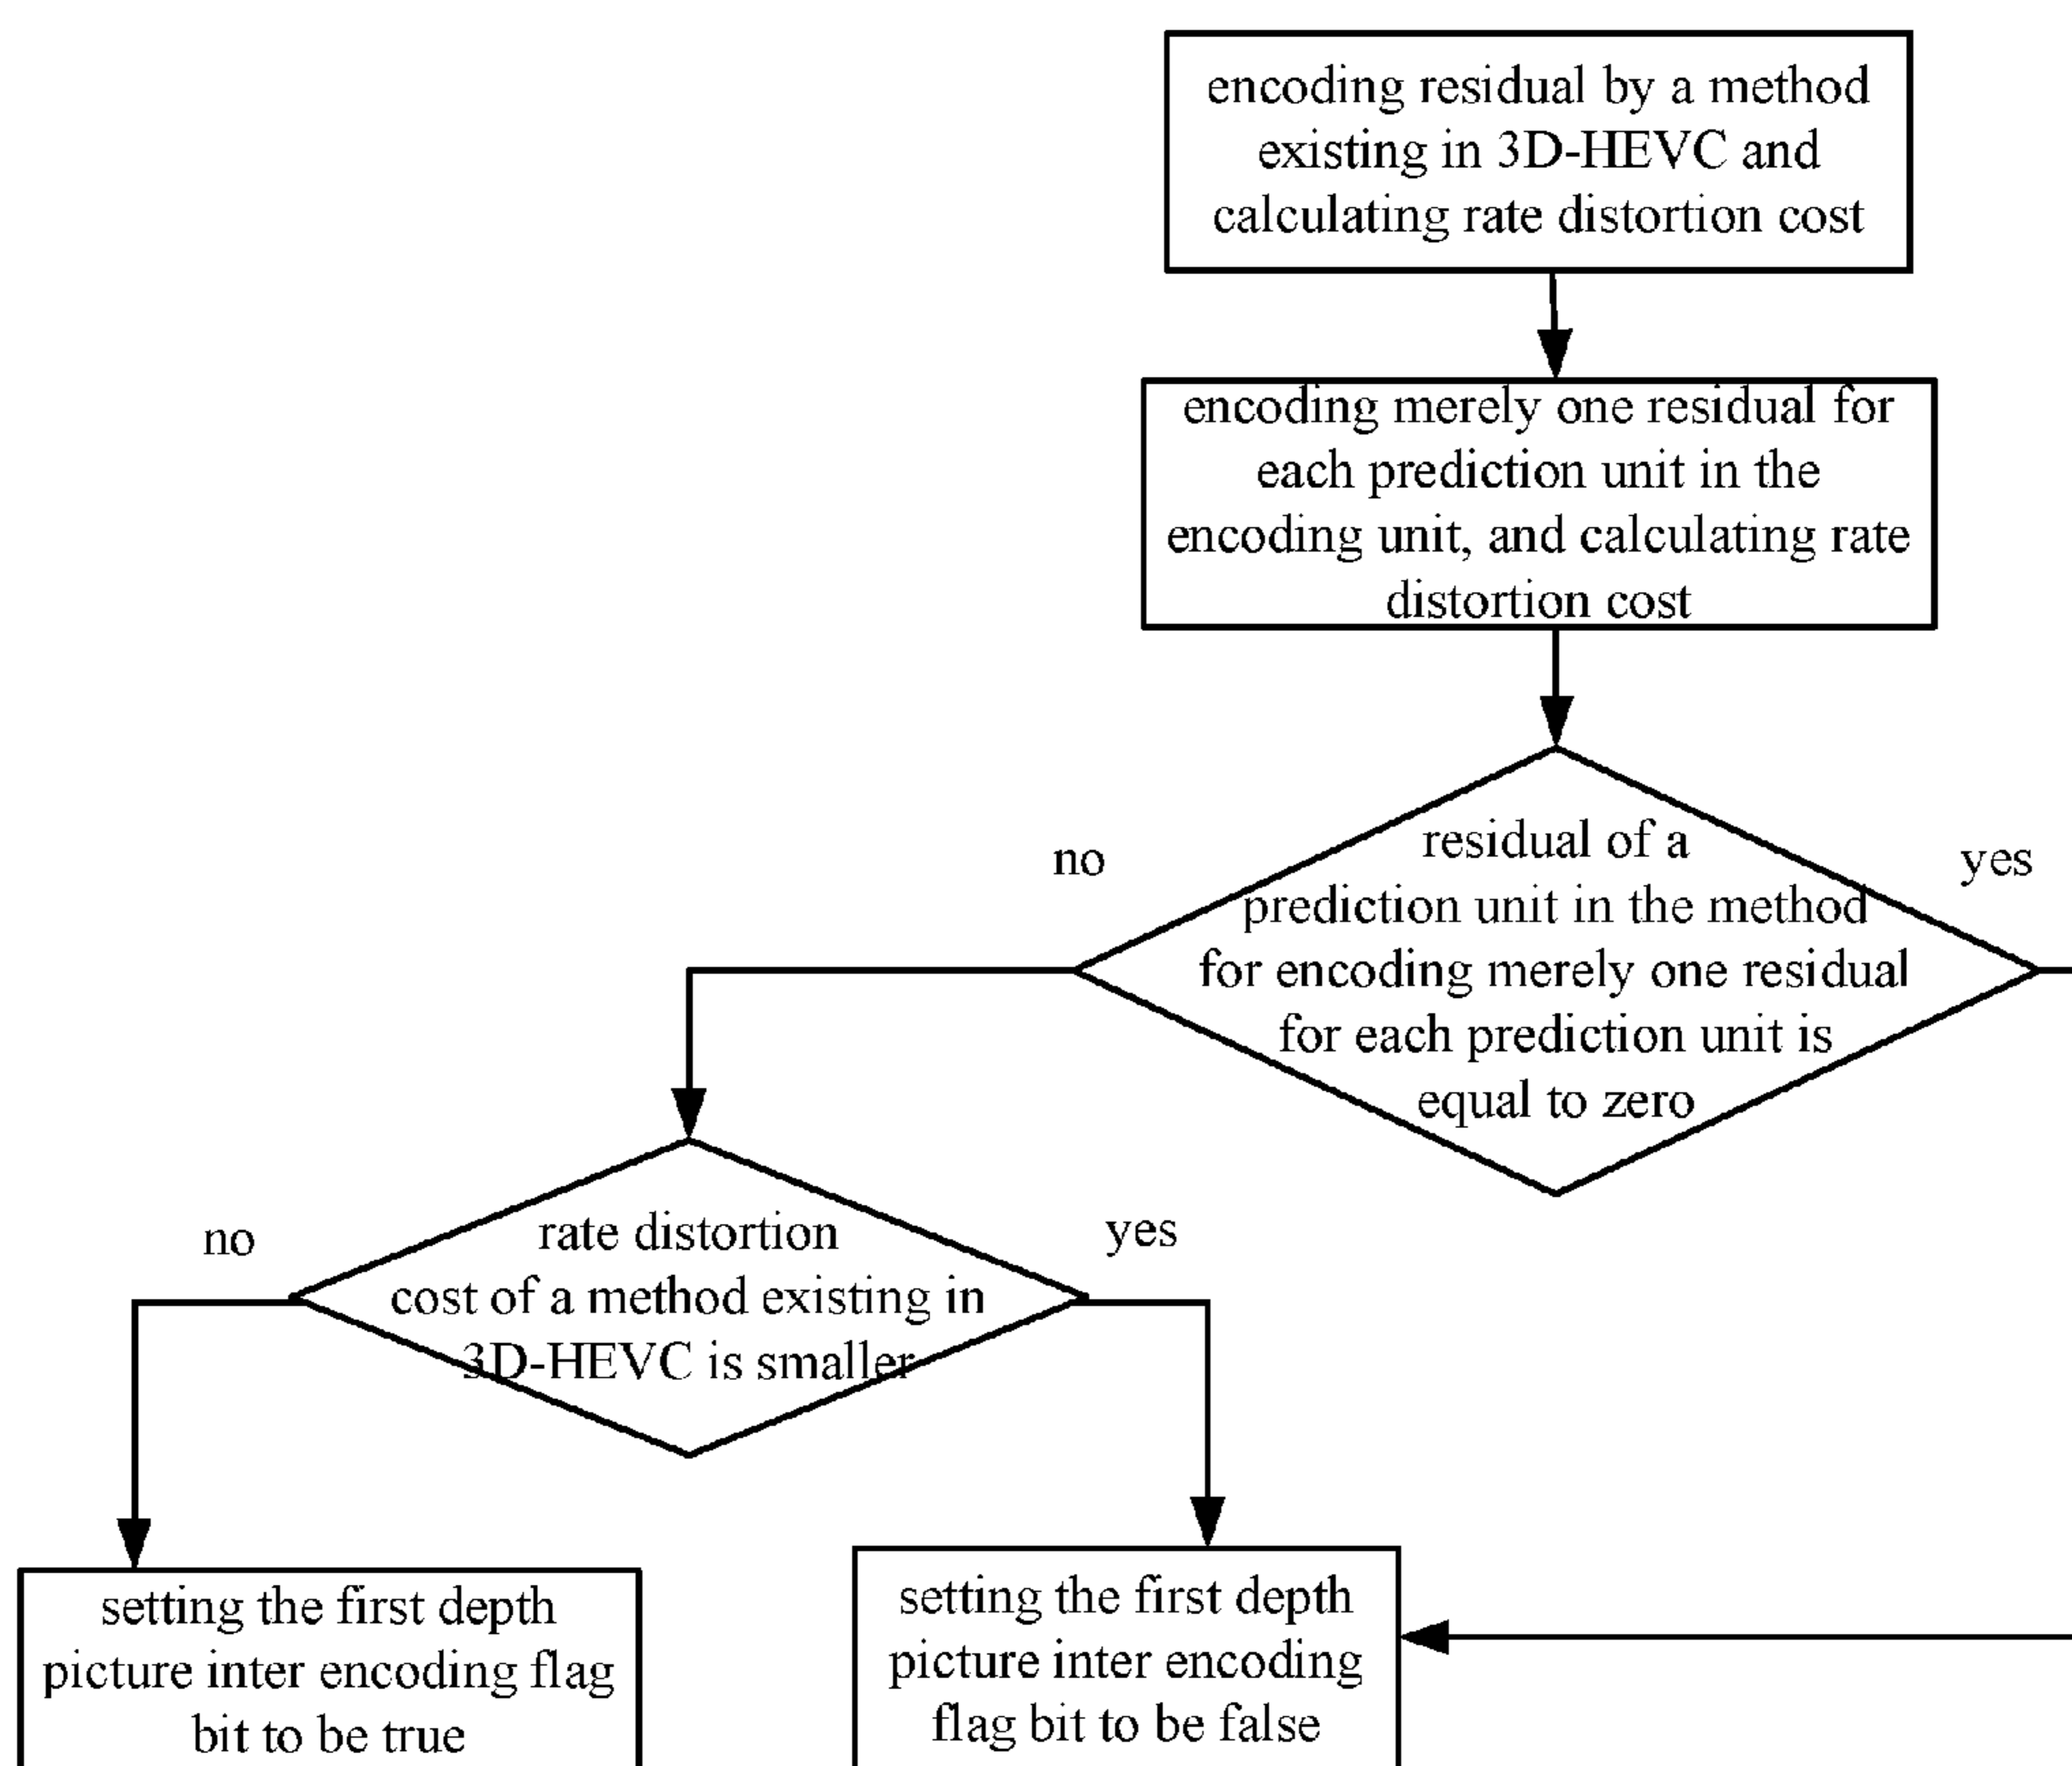 encoding residual by a method
existing in 3D-HEVC and
calculating rate distortion cost
encoding merely one residual for
each prediction unit in the
encoding unit, and calculating rate
distortion cost
no
residual of a
prediction unit in the method
for encoding merely one residual
for each prediction unit is
equal to zero
yes
no
rate distortion
cost of a method existing in
3D-HEVC is smaller
yes
setting the first depth
picture inter encoding flag
bit to be true
setting the first depth
picture inter encoding
flag bit to be false